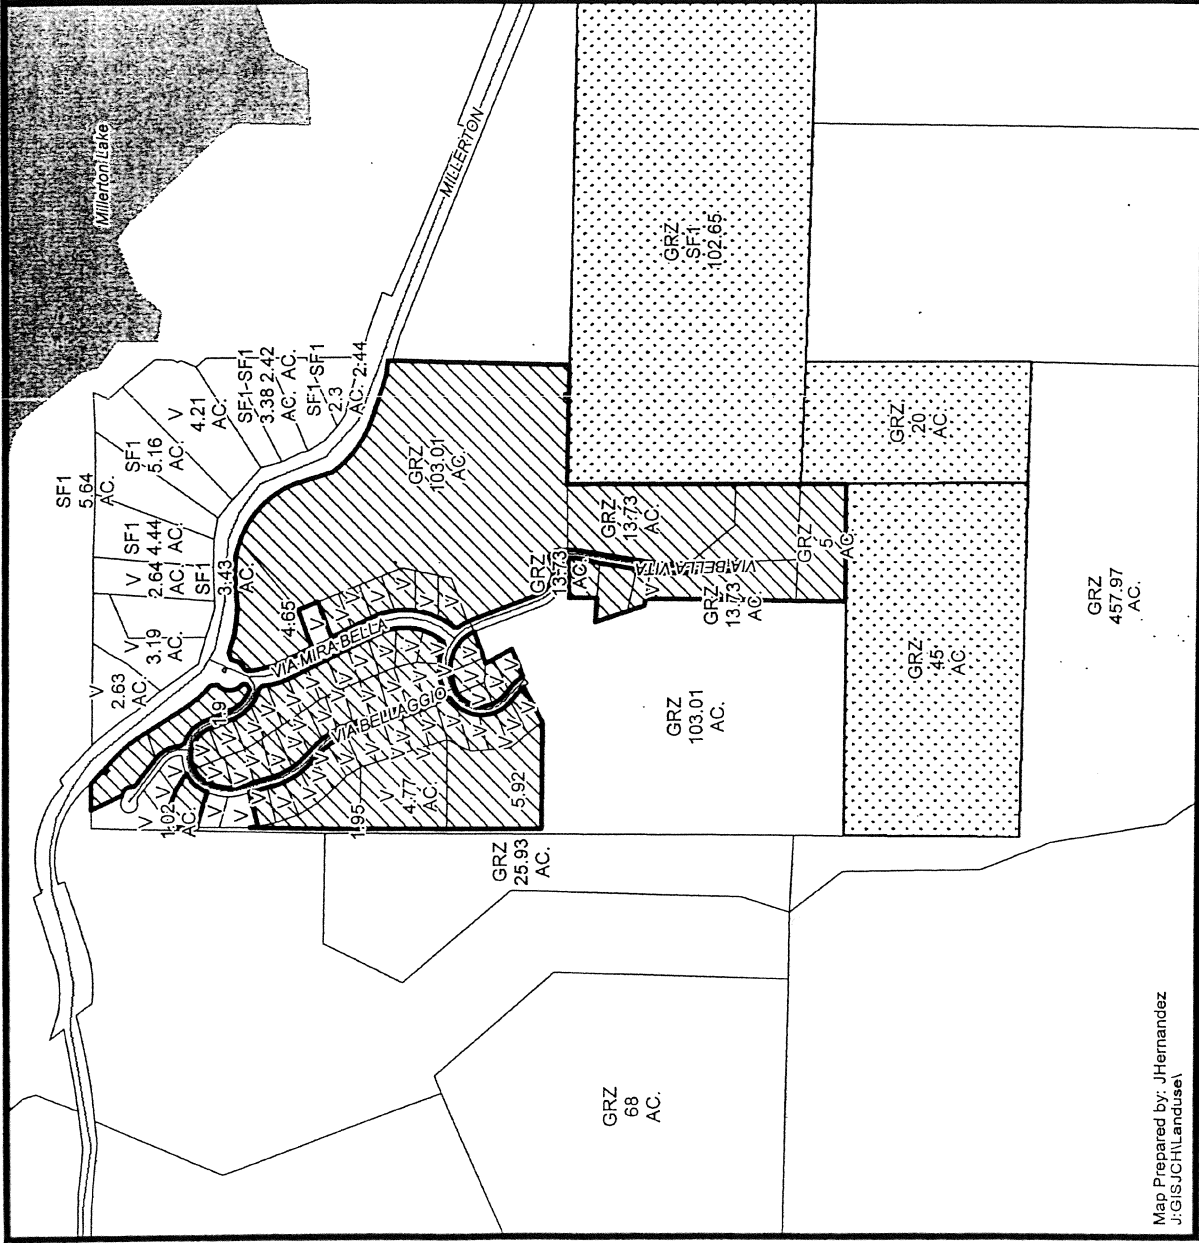 Millerton Lake
MILLERTON
SF1
5.64
AC.
V
4.21
AC.
SF1
5.16
AC.
SF1-SF1
3.38 2.42
AC. AC.
SF1-SF1
2.3
AC. 2.44
SF1
4.44
AC.
V
2.64
AC.
SF1
3.43
AC.
V
3.19
AC.
V
2.63
AC.
GRZ
SF1
102.65
GRZ
103.01
AC.
GRZ
20
AC.
GRZ
13.73
AC.
GRZ
13.73
AC.
GRZ
5
AC.
VIA BELLA VITA
GRZ
13.73
AC.
4.65
VIA MIRA BELLA
VIA BELLAGGIO
1.9
V
1.02
AC.
1.95
4.77
AC.
5.92
GRZ
103.01
AC.
GRZ
45
AC.
GRZ
457.97
AC.
GRZ
25.93
AC.
GRZ
68
AC.
Map Prepared by: JHernandez
J:GISJCH\Landuse\